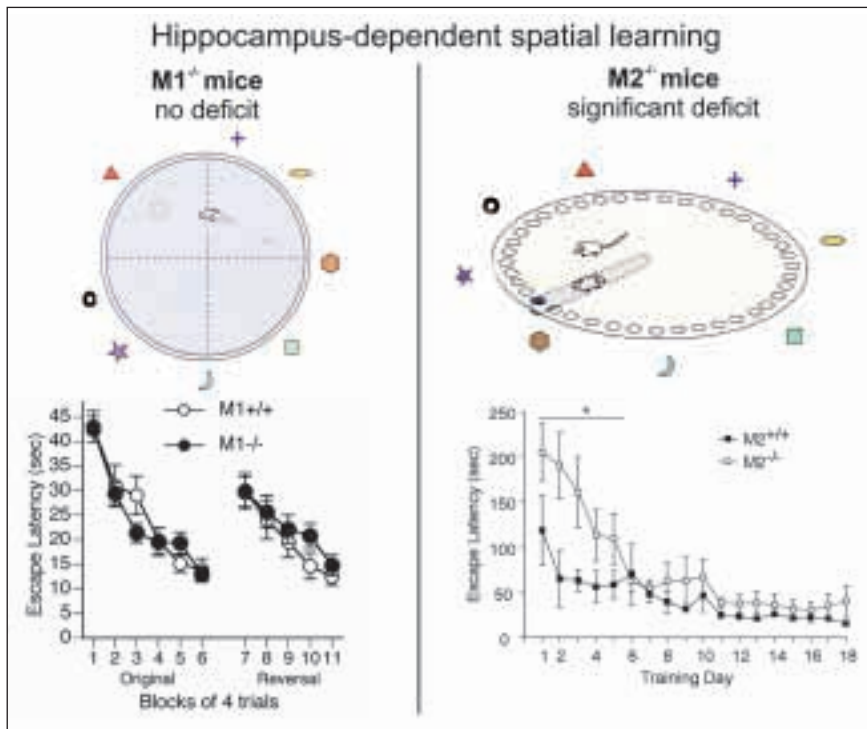 Hippocampus-dependent spatial learning
M1-/- mice
no deficit
M2-/- mice
significant deficit
45
40
35
30
25
20
15
10
5
0
Escape Latency (sec)
M1+/+
M1-/-
1 2 3 4 5 6 7 8 9 10 11
Original Reversal
Blocks of 4 trials
250
200
150
100
50
0
Escape Latency (sec)
*
M2+/+
M2-/-
1 2 4 6 8 10 12 14 16 18
Training Day